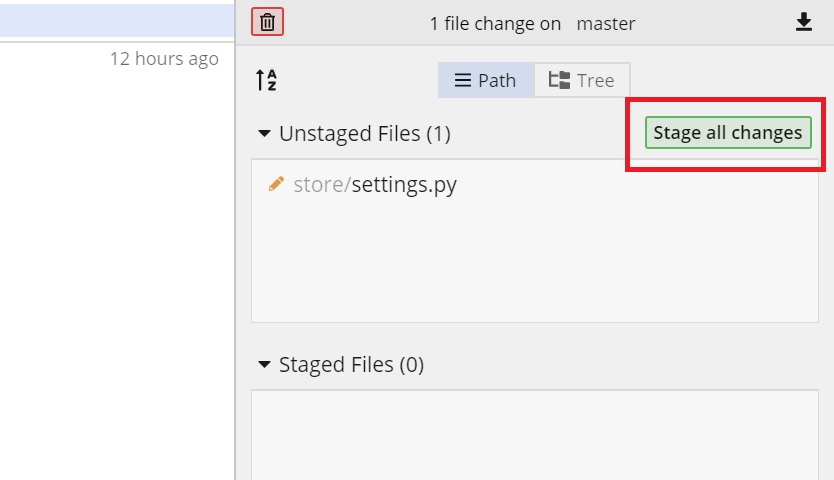 1 file change on master
12 hours ago
A
Z
Path
Tree
Unstaged Files (1)
Stage all changes
store/settings.py
Staged Files (0)